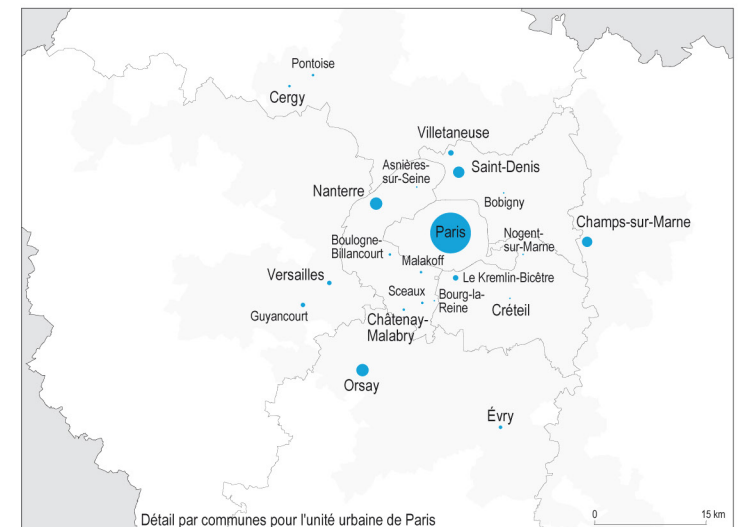 Pontoise
Cergy
Villetaneuse
Asnières-
sur-Seine
Saint-Denis
Nanterre
Bobigny
Champs-sur-Marne
Paris
Nogent-
sur-Marne
Boulogne-
Billancourt
Malakoff
Versailles
Le Kremlin-Bicêtre
Sceaux
Bourg-la-
Reine
Créteil
Guyancourt
Châtenay-
Malabry
Orsay
Évry
Détail par communes pour l'unité urbaine de Paris
0
15 km